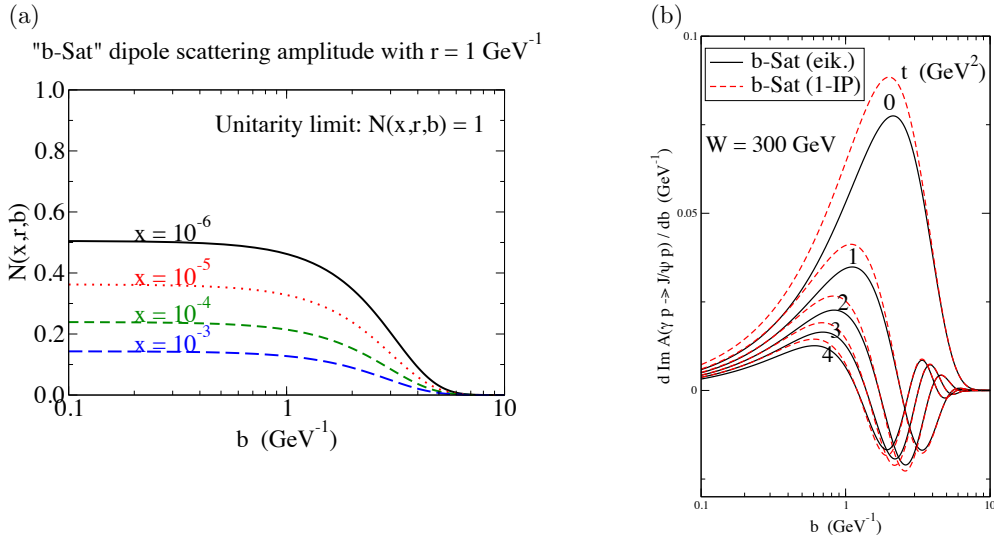 (a)
"b-Sat" dipole scattering amplitude with r = 1 GeV⁻¹
Unitarity limit: N(x,r,b) = 1
N(x,r,b)
1.0
0.8
0.6
0.4
0.2
0.0
x = 10⁻⁶
x = 10⁻⁵
x = 10⁻⁴
x = 10⁻³
0.1 1 10
b (GeV⁻¹)
(b)
b-Sat (eik.)
b-Sat (1-IP)
t (GeV²)
W = 300 GeV
0
1
2
3
4
d Im A(γ p -> J/ψ p) / db (GeV⁻¹)
0.1
0.05
0
0.1 1 10
b (GeV⁻¹)